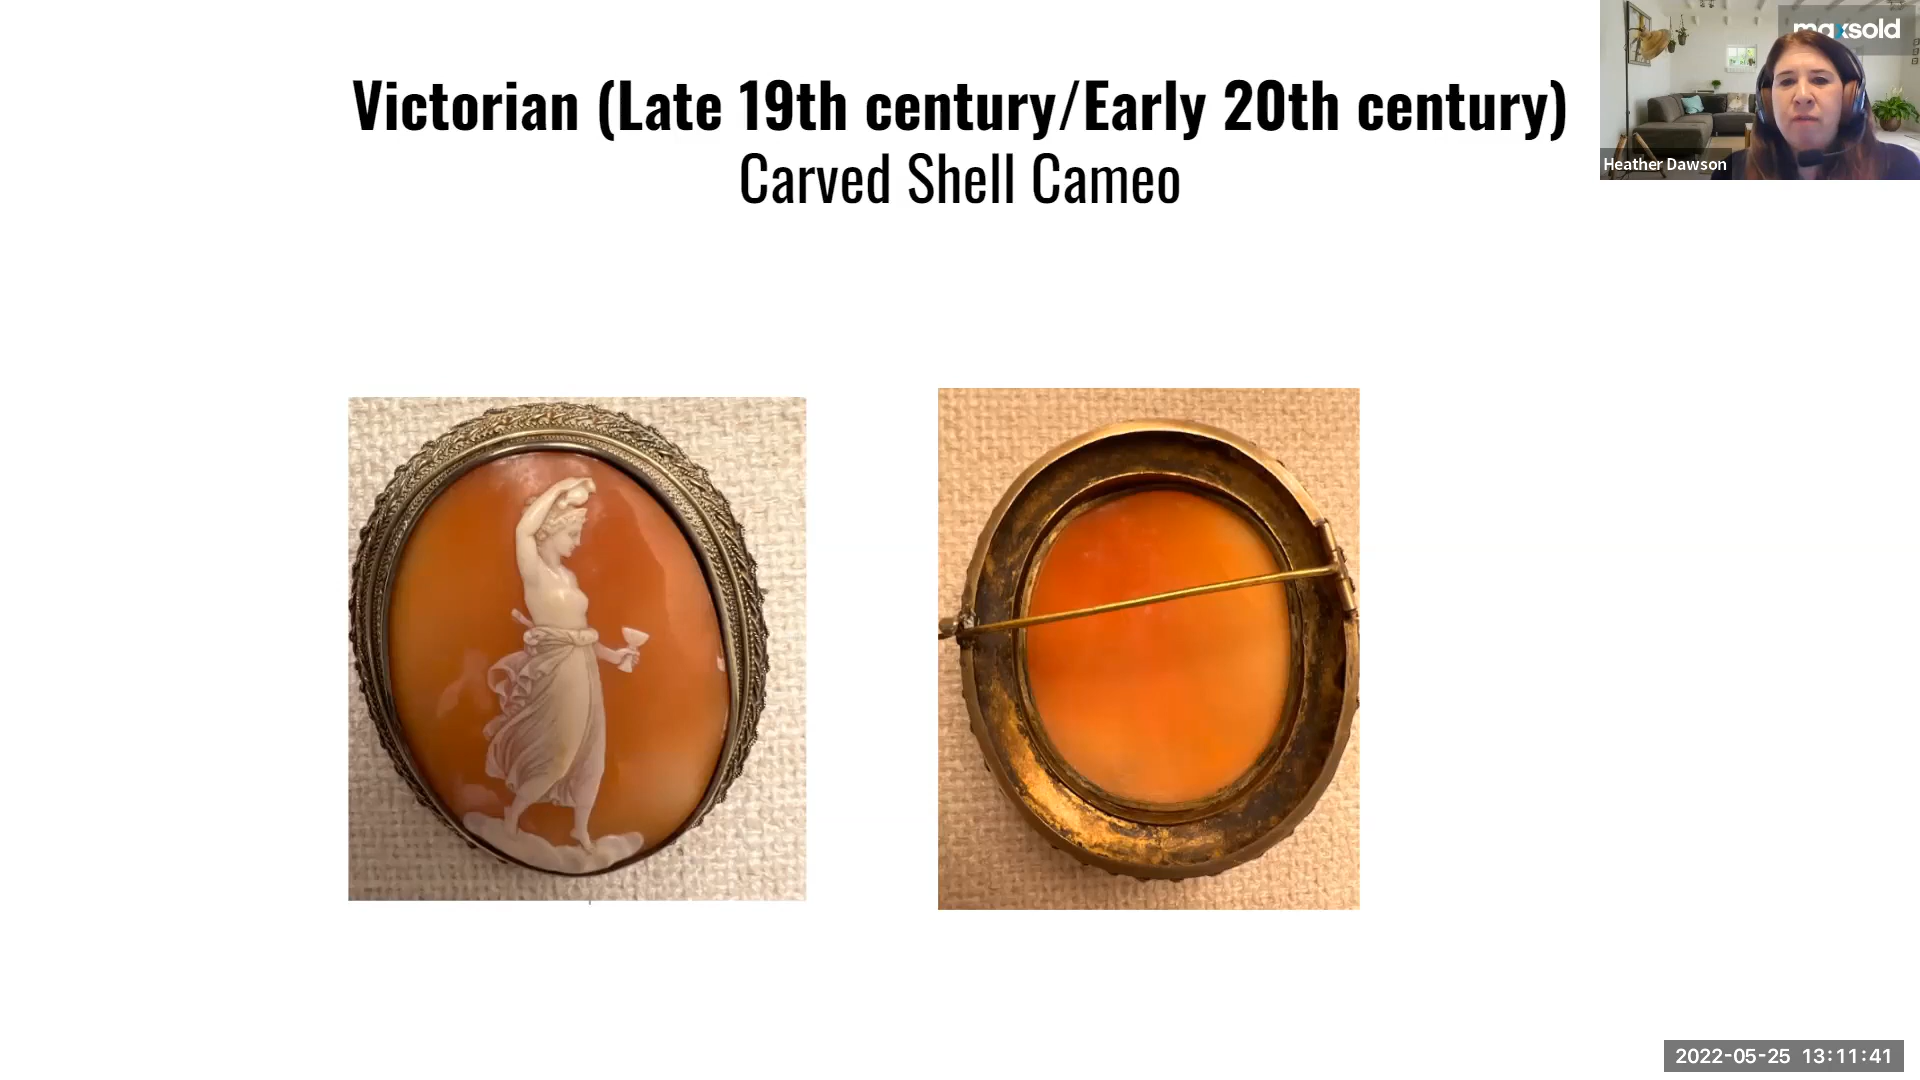 maxsold
Victorian (Late 19th century/Early 20th century)
Carved Shell Cameo
Heather Dawson
2022-05-25 13:11:41